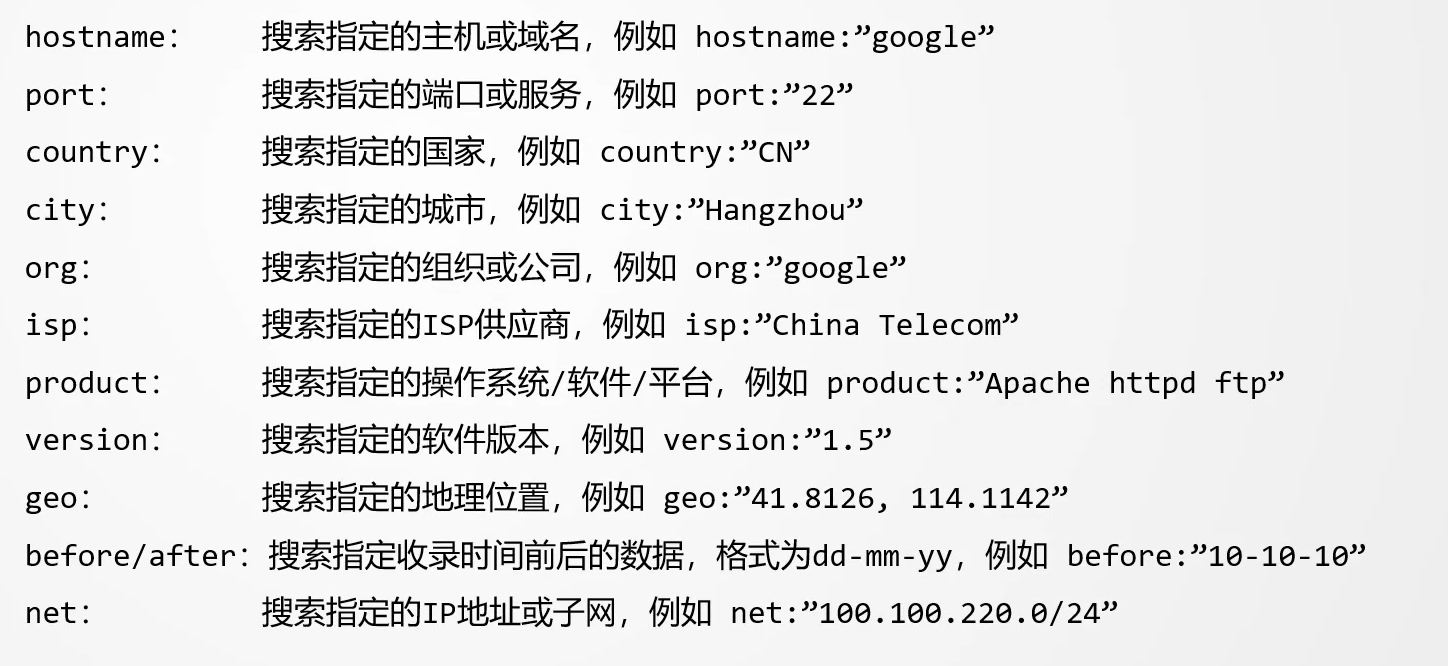 hostname： 搜索指定的主机或域名，例如 hostname:”google”
port： 搜索指定的端口或服务，例如 port:”22”
country： 搜索指定的国家，例如 country:”CN”
city： 搜索指定的城市，例如 city:”Hangzhou”
org： 搜索指定的组织或公司，例如 org:”google”
isp： 搜索指定的ISP供应商，例如 isp:”China Telecom”
product： 搜索指定的操作系统/软件/平台，例如 product:”Apache httpd ftp”
version： 搜索指定的软件版本，例如 version:”1.5”
geo： 搜索指定的地理位置，例如 geo:”41.8126, 114.1142”
before/after： 搜索指定收录时间前后的数据，格式为dd-mm-yy，例如 before:”10-10-10”
net： 搜索指定的IP地址或子网，例如 net:”100.100.220.0/24”